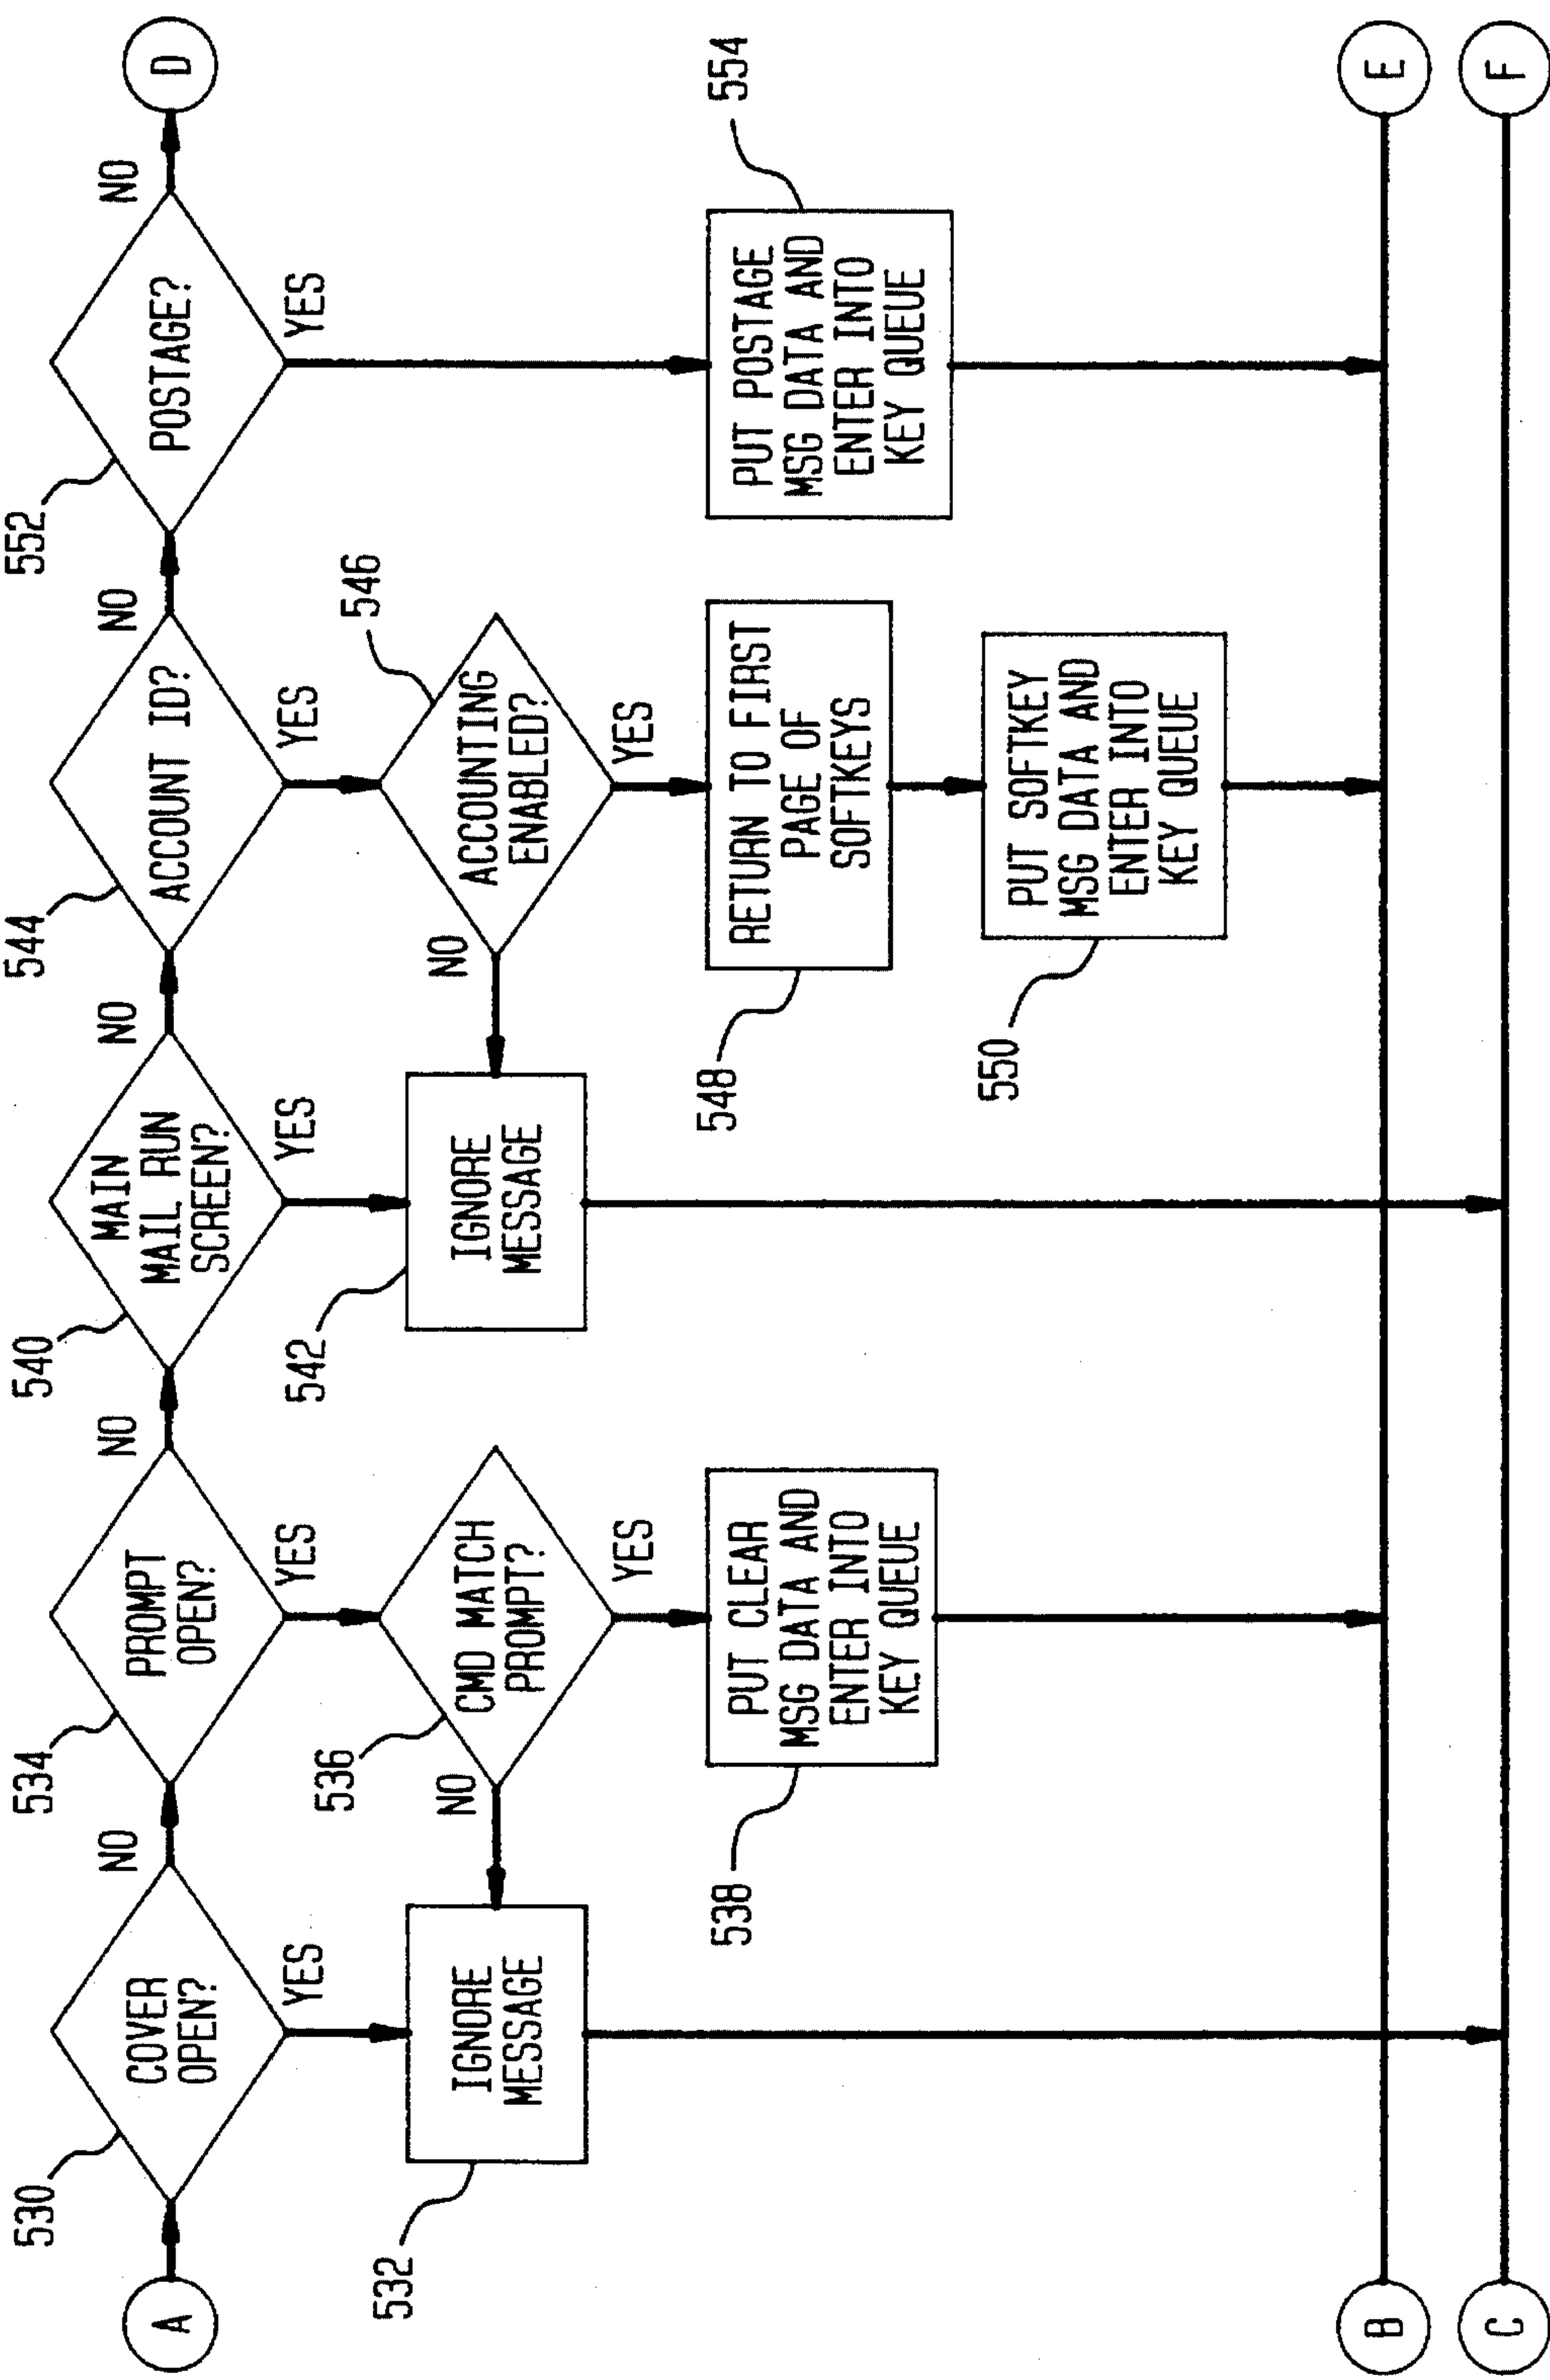 A
530
COVER
OPEN?
NO
YES
532
IGNORE
MESSAGE
534
PROMPT
OPEN?
NO
YES
536
CMD MATCH
PROMPT?
NO
YES
538
PUT CLEAR
MSG DATA AND
ENTER INTO
KEY QUEUE
540
MAIN
MAIL RUN
SCREEN?
NO
YES
542
IGNORE
MESSAGE
544
ACCOUNT ID?
NO
YES
546
ACCOUNTING
ENABLED?
NO
YES
548
RETURN TO FIRST
PAGE OF
SOFTKEYS
550
PUT SOFTKEY
MSG DATA AND
ENTER INTO
KEY QUEUE
552
POSTAGE?
NO
YES
554
PUT POSTAGE
MSG DATA AND
ENTER INTO
KEY QUEUE
D
B
E
C
F